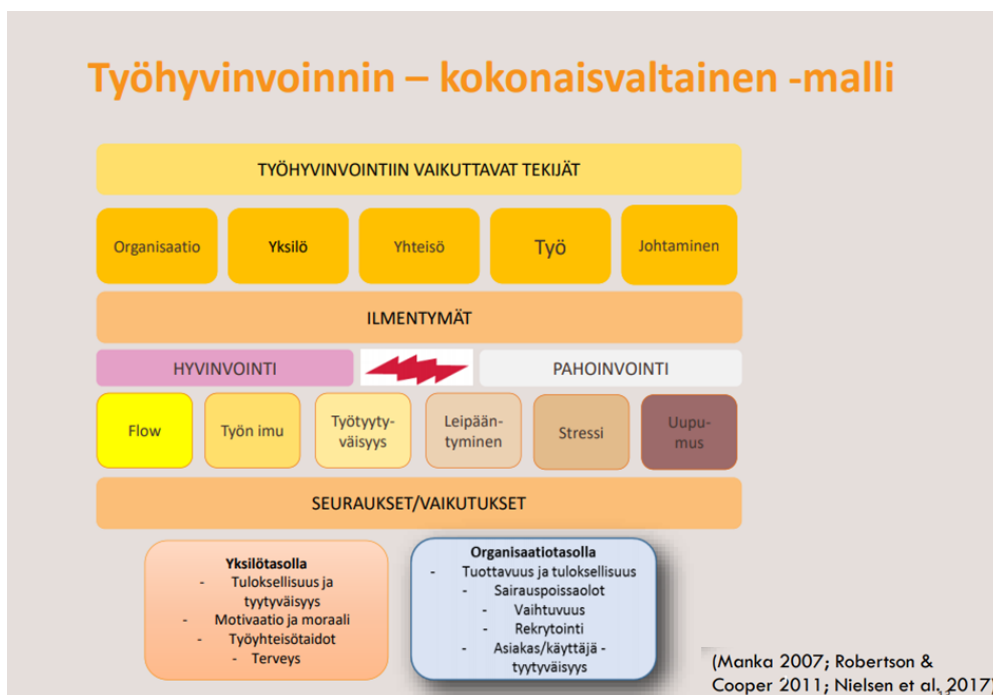 Työhyvinvoinnin – kokonaisvaltainen -malli
TYÖHYVINVOINTIIN VAIKUTTAVAT TEKIJÄT
Organisaatio
Yksilö
Yhteisö
Työ
Johtaminen
ILMENTYMÄT
HYVINVOINTI
PAHOINVOINTI
Flow
Työn imu
Työtyyty-
väisyys
Leipään-
tyminen
Stressi
Uupu-
mus
SEURAUKSET/VAIKUTUKSET
Yksilötasolla
- Tuloksellisuus ja
tyytyväisyys
- Motivaatio ja moraali
- Työyhteisötaidot
- Terveys
Organisaatiotasolla
- Tuottavuus ja tuloksellisuus
- Sairauspoissaolot
- Vaihtuvuus
- Rekrytointi
- Asiakas/käyttäjä -
tyytyväisyys
(Manka 2007; Robertson &
Cooper 2011; Nielsen et al. 2017)